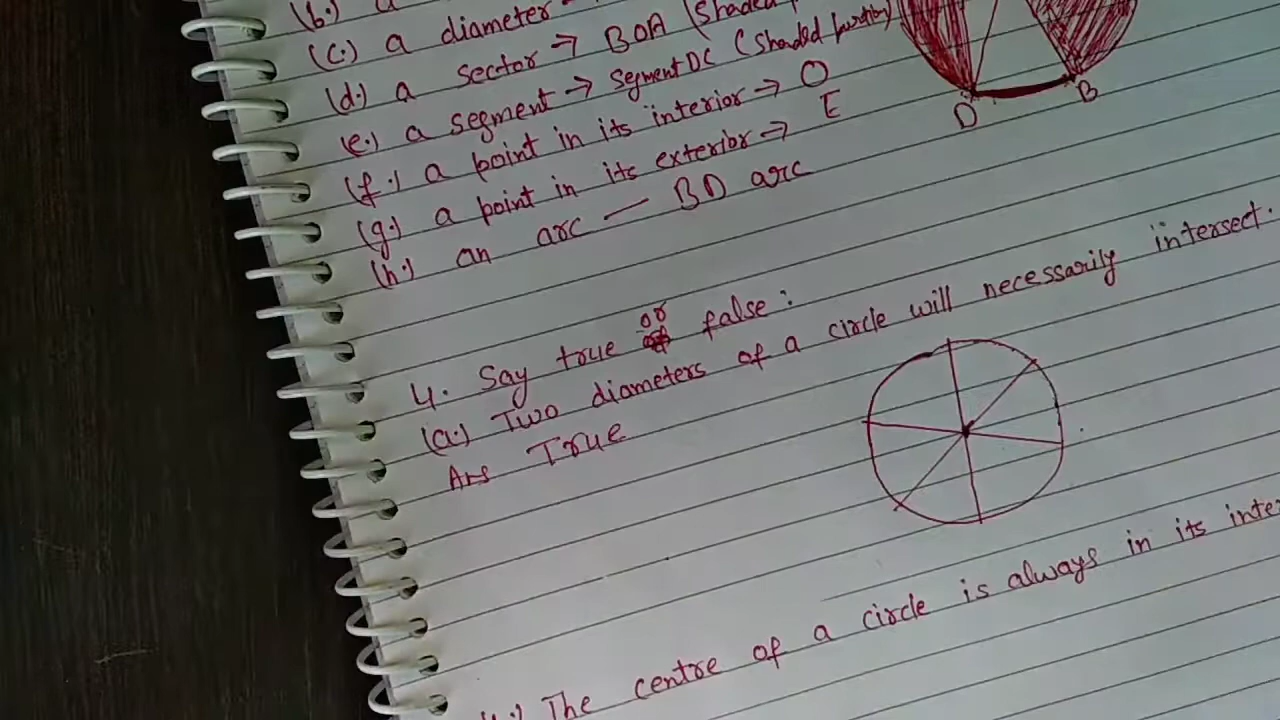 (b.) a
(c.) a diameter
(d.) a sector → BOA (Shaded
(e.) a segment → Segment DC (Shaded portion)
(f.) a point in its interior → O
(g.) a point in its exterior → E
(h.) an arc — BD arc
D
B
4. Say true or false :
(a.) Two diameters of a circle will necessarily intersect.
Ans True
The centre of a circle is always in its